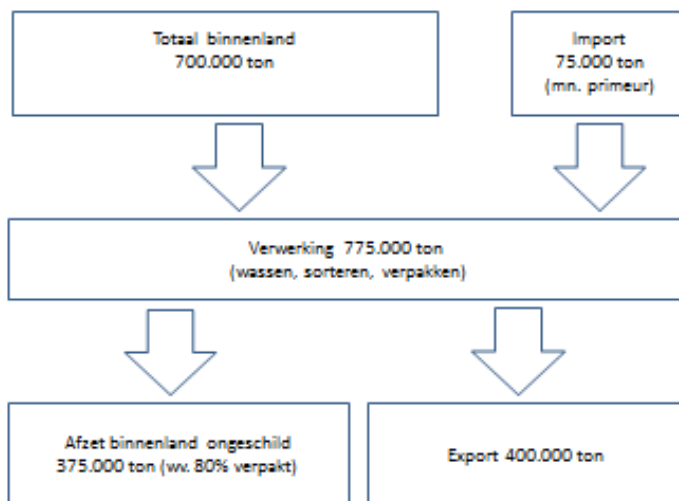 Totaal binnenland
700.000 ton
Import
75.000 ton
(mn. primeur)
Verwerking 775.000 ton
(wassen, sorteren, verpakken)
Afzet binnenland ongeschild
375.000 ton (wv. 80% verpakt)
Export 400.000 ton